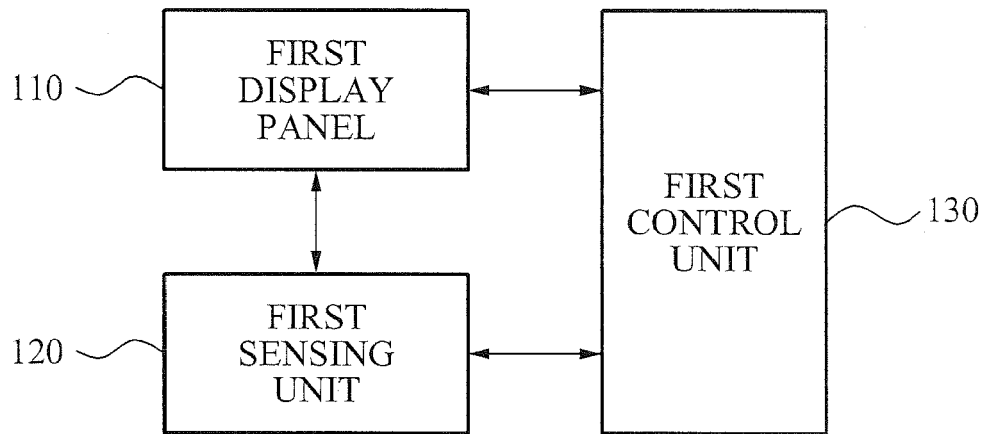 110
FIRST
DISPLAY
PANEL
120
FIRST
SENSING
UNIT
FIRST
CONTROL
UNIT
130